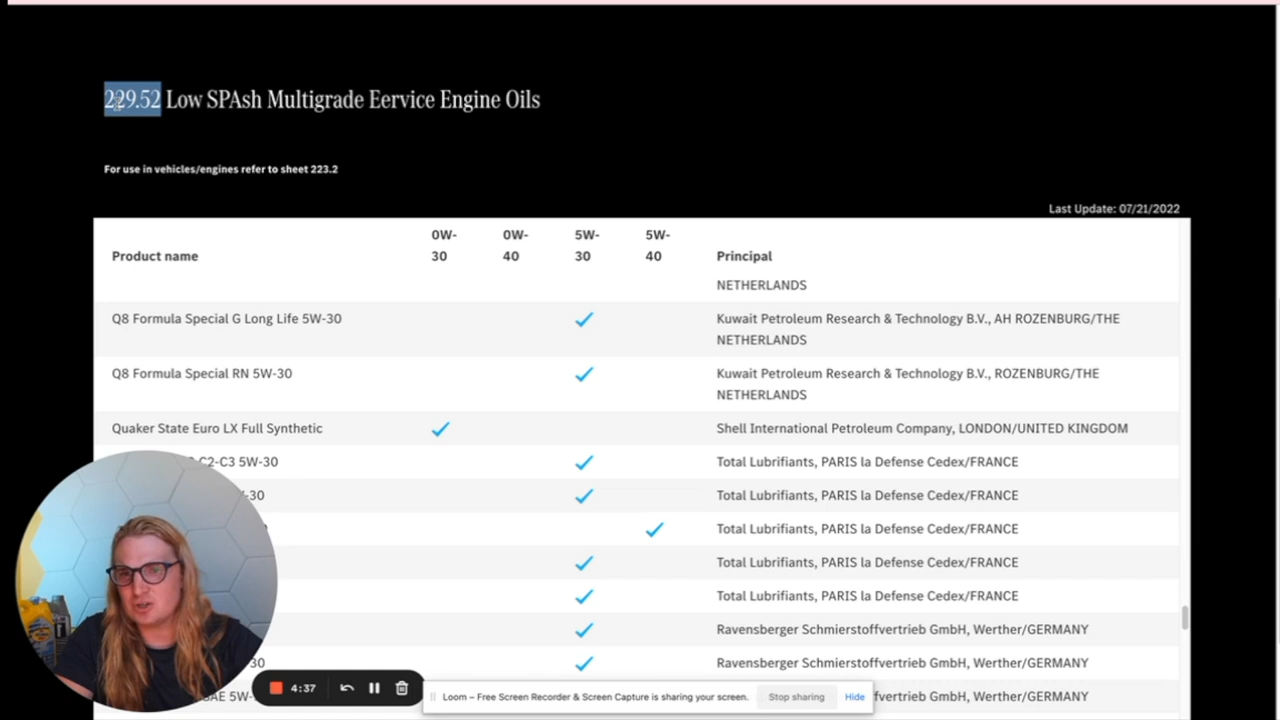 229.52 Low SPAsh Multigrade Eervice Engine Oils
For use in vehicles/engines refer to sheet 223.2
Last Update: 07/21/2022
Product name 0W-30 0W-40 5W-30 5W-40 Principal
NETHERLANDS
Q8 Formula Special G Long Life 5W-30 Kuwait Petroleum Research & Technology B.V., AH ROZENBURG/THE
NETHERLANDS
Q8 Formula Special RN 5W-30 Kuwait Petroleum Research & Technology B.V., ROZENBURG/THE
NETHERLANDS
Quaker State Euro LX Full Synthetic Shell International Petroleum Company, LONDON/UNITED KINGDOM
C2-C3 5W-30 Total Lubrifiants, PARIS la Defense Cedex/FRANCE
-30 Total Lubrifiants, PARIS la Defense Cedex/FRANCE
Total Lubrifiants, PARIS la Defense Cedex/FRANCE
Total Lubrifiants, PARIS la Defense Cedex/FRANCE
Total Lubrifiants, PARIS la Defense Cedex/FRANCE
Ravensberger Schmierstoffvertrieb GmbH, Werther/GERMANY
-30 Ravensberger Schmierstoffvertrieb GmbH, Werther/GERMANY
SAE 5W- fvertrieb GmbH, Werther/GERMANY
4:37
Loom – Free Screen Recorder & Screen Capture is sharing your screen. Stop sharing Hide